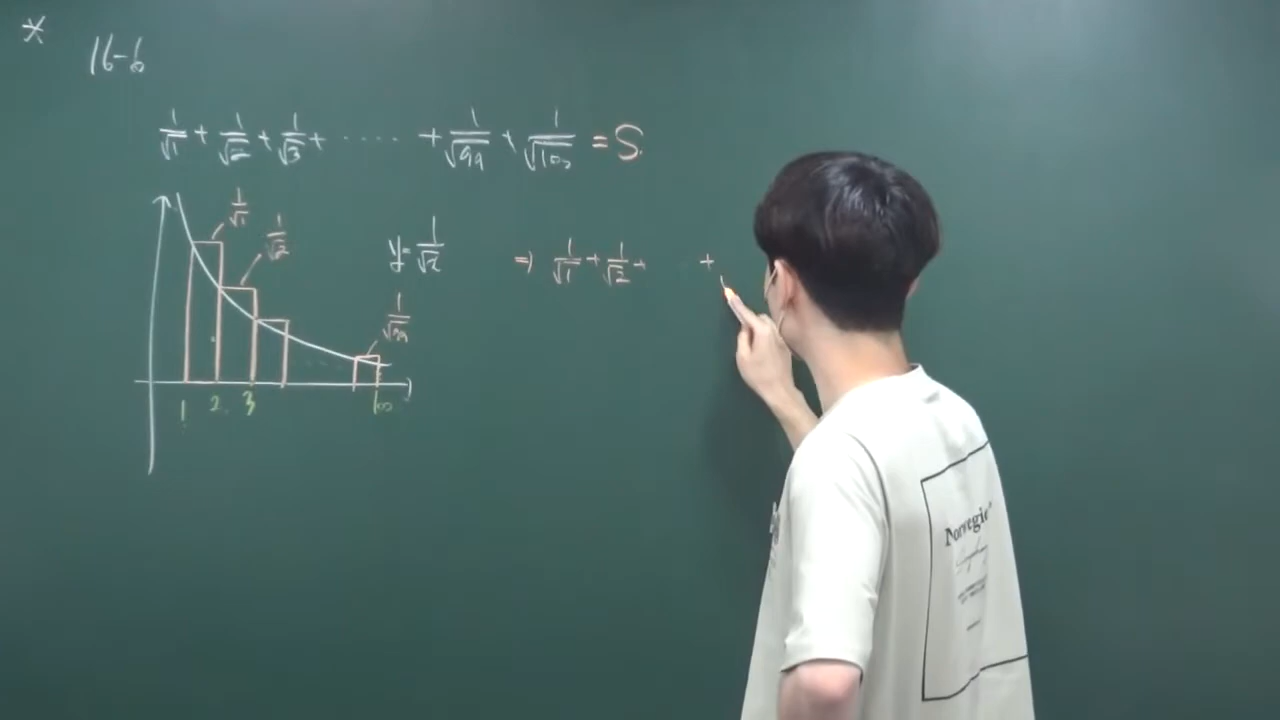 * 16-6
1/√1 + 1/√2 + 1/√3 + ····· + 1/√99 + 1/√100 = S.
1/√1
1/√2
y= 1/√x ⇒ 1/√1 + 1/√2 + +
1/√99
1 2. 3 100
Norwegie"